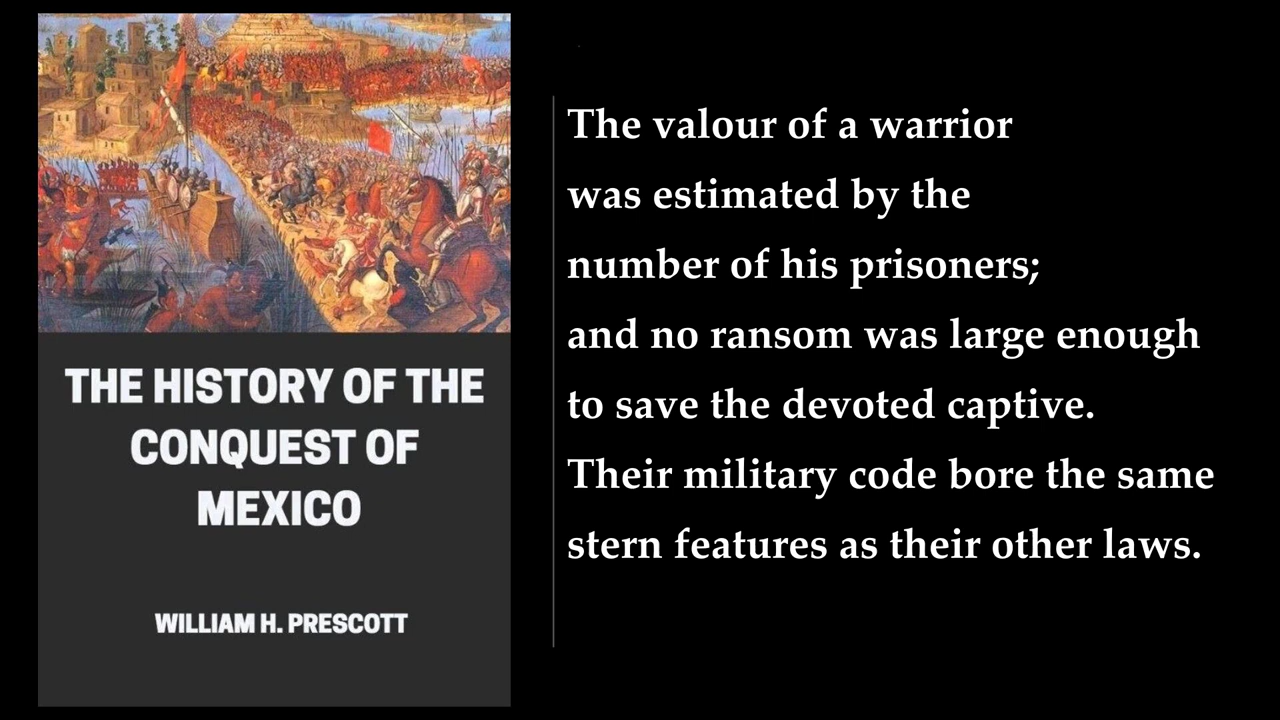 THE HISTORY OF THE
CONQUEST OF
MEXICO
WILLIAM H. PRESCOTT
The valour of a warrior
was estimated by the
number of his prisoners;
and no ransom was large enough
to save the devoted captive.
Their military code bore the same
stern features as their other laws.